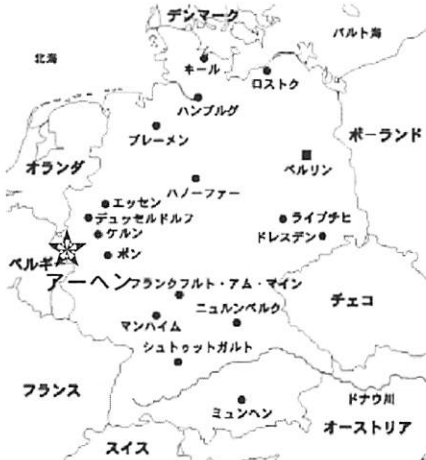 デンマーク
北海
バルト海
キール
ロストク
ハンブルグ
ブレーメン
ポーランド
オランダ
ベルリン
ハノーファー
エッセン
デュッセルドルフ
ライプチヒ
ケルン
ドレスデン
ボン
ベルギ
アーヘン
フランクフルト・アム・マイン
チェコ
ニュルンベルク
マンハイム
シュトゥットガルト
フランス
ドナウ川
ミュンヘン
オーストリア
スイス